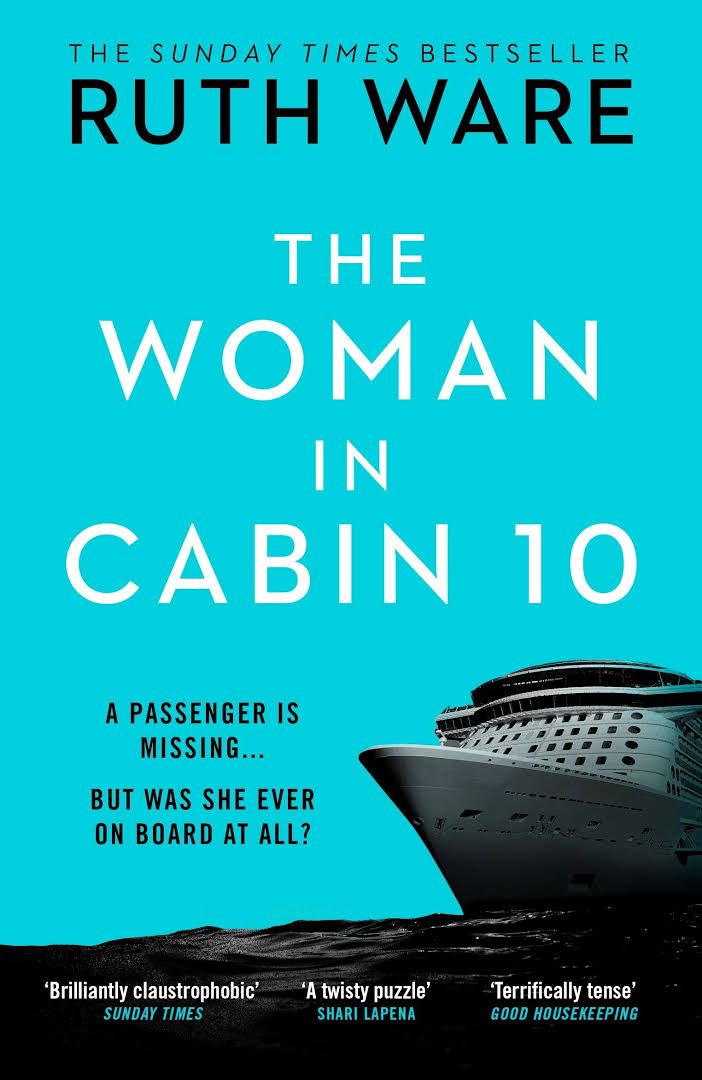 THE SUNDAY TIMES BESTSELLER
RUTH WARE
THE
WOMAN
IN
CABIN 10
A PASSENGER IS
MISSING...
BUT WAS SHE EVER
ON BOARD AT ALL?
‘Brilliantly claustrophobic’
SUNDAY TIMES
‘A twisty puzzle’
SHARI LAPENA
‘Terrifically tense’
GOOD HOUSEKEEPING